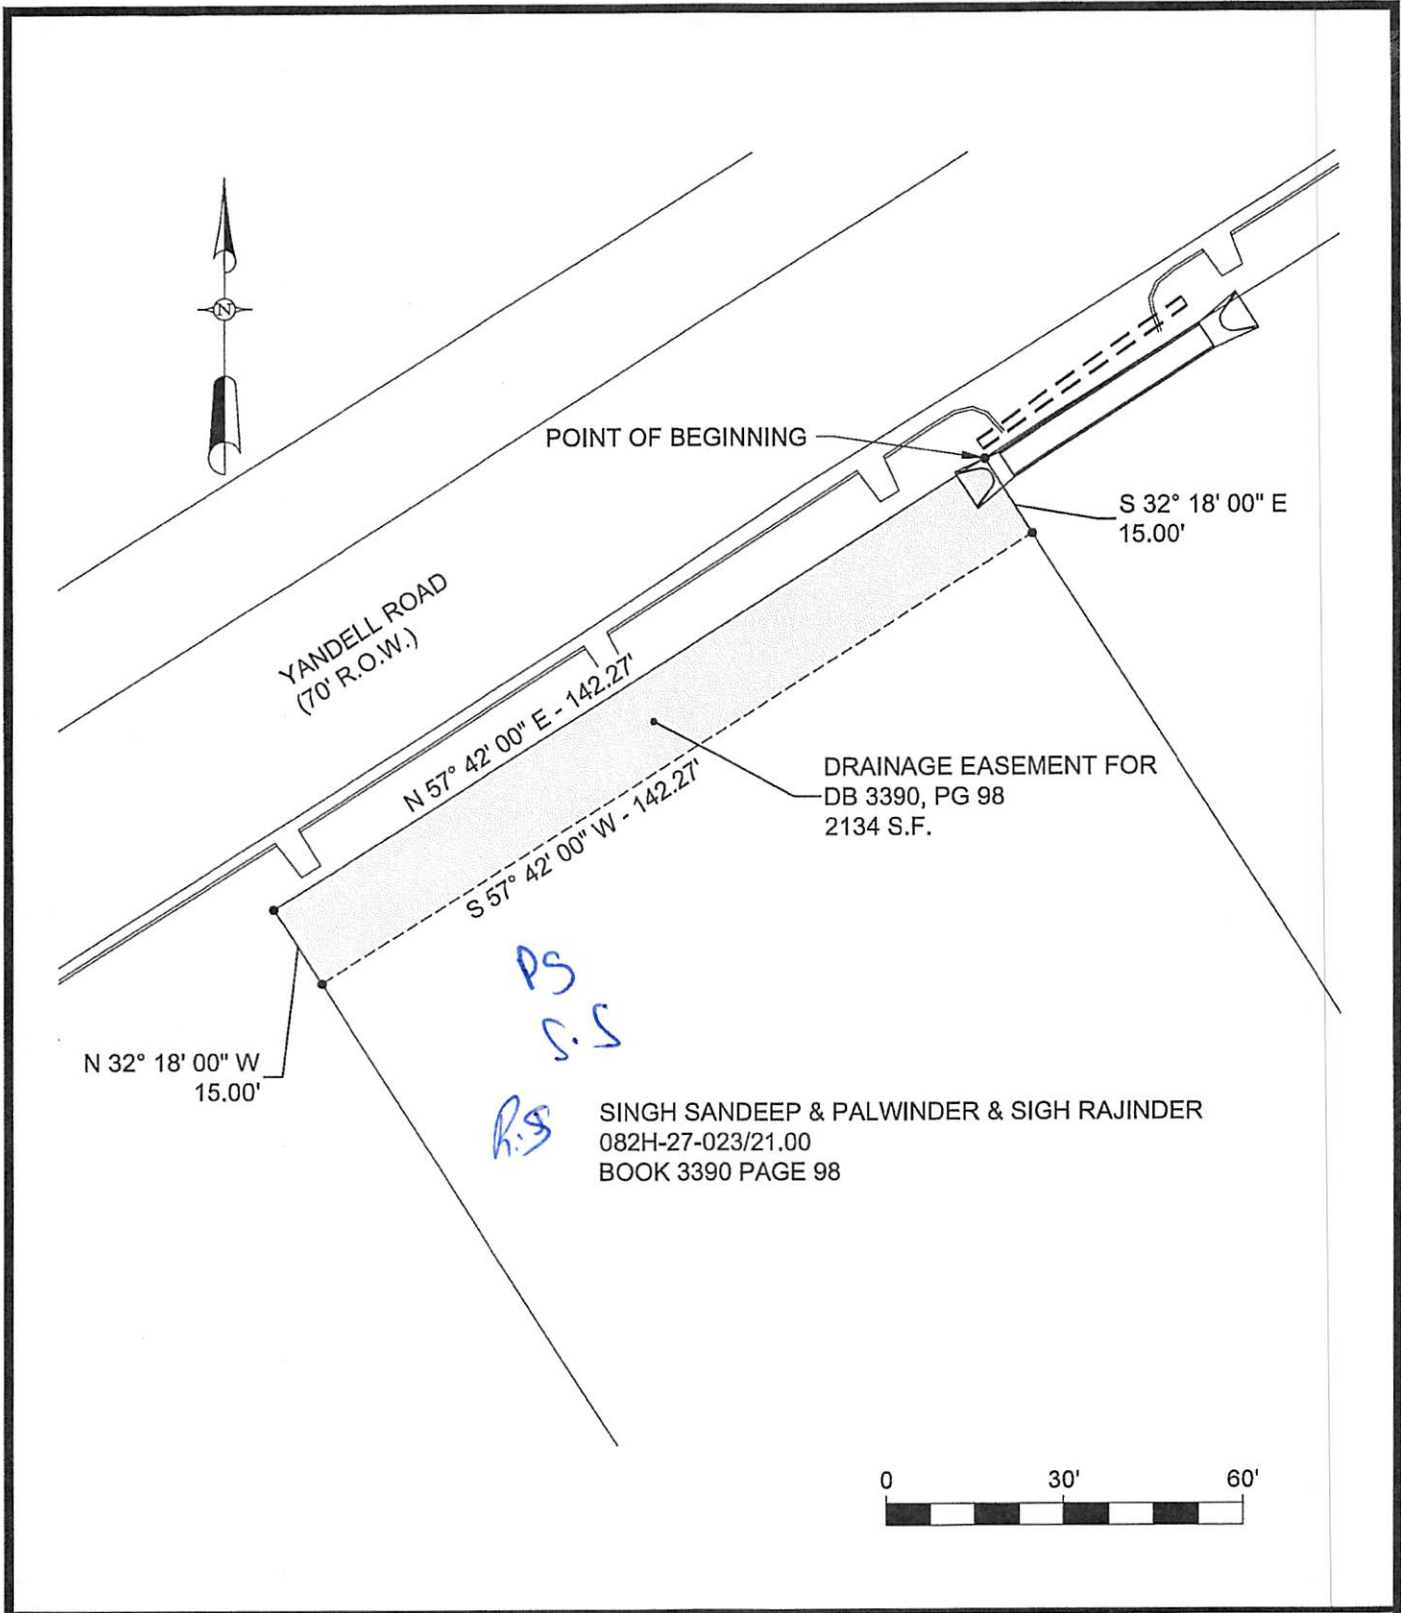 N
POINT OF BEGINNING
S 32° 18' 00" E
15.00'
YANDELL ROAD
(70' R.O.W.)
N 57° 42' 00" E - 142.27'
DRAINAGE EASEMENT FOR
DB 3390, PG 98
2134 S.F.
S 57° 42' 00" W - 142.27'
PS
S.S
N 32° 18' 00" W
15.00'
R.S
SINGH SANDEEP & PALWINDER & SIGH RAJINDER
082H-27-023/21.00
BOOK 3390 PAGE 98
0 30' 60'